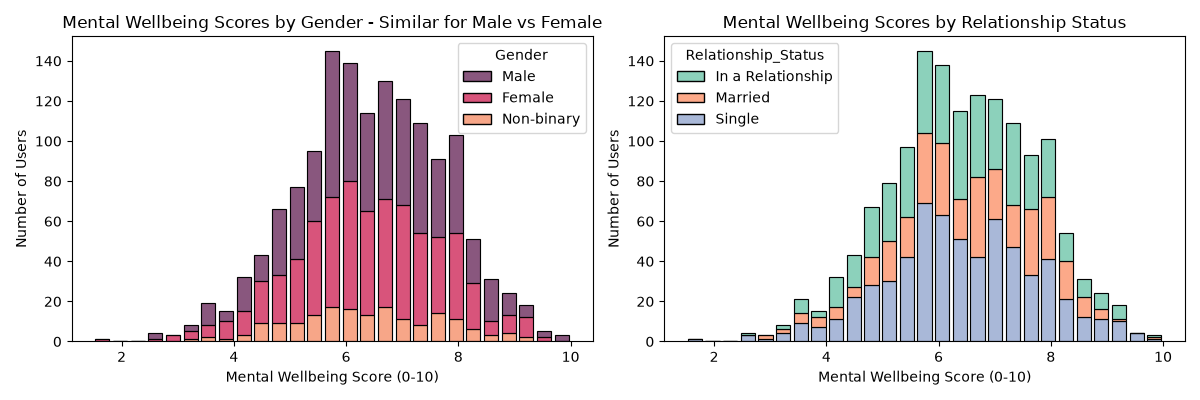 Mental Wellbeing Scores by Gender - Similar for Male vs Female
Number of Users
140
120
100
80
60
40
20
0
2 4 6 8 10
Mental Wellbeing Score (0-10)
Gender
Male
Female
Non-binary
Mental Wellbeing Scores by Relationship Status
Number of Users
140
120
100
80
60
40
20
0
2 4 6 8 10
Mental Wellbeing Score (0-10)
Relationship_Status
In a Relationship
Married
Single